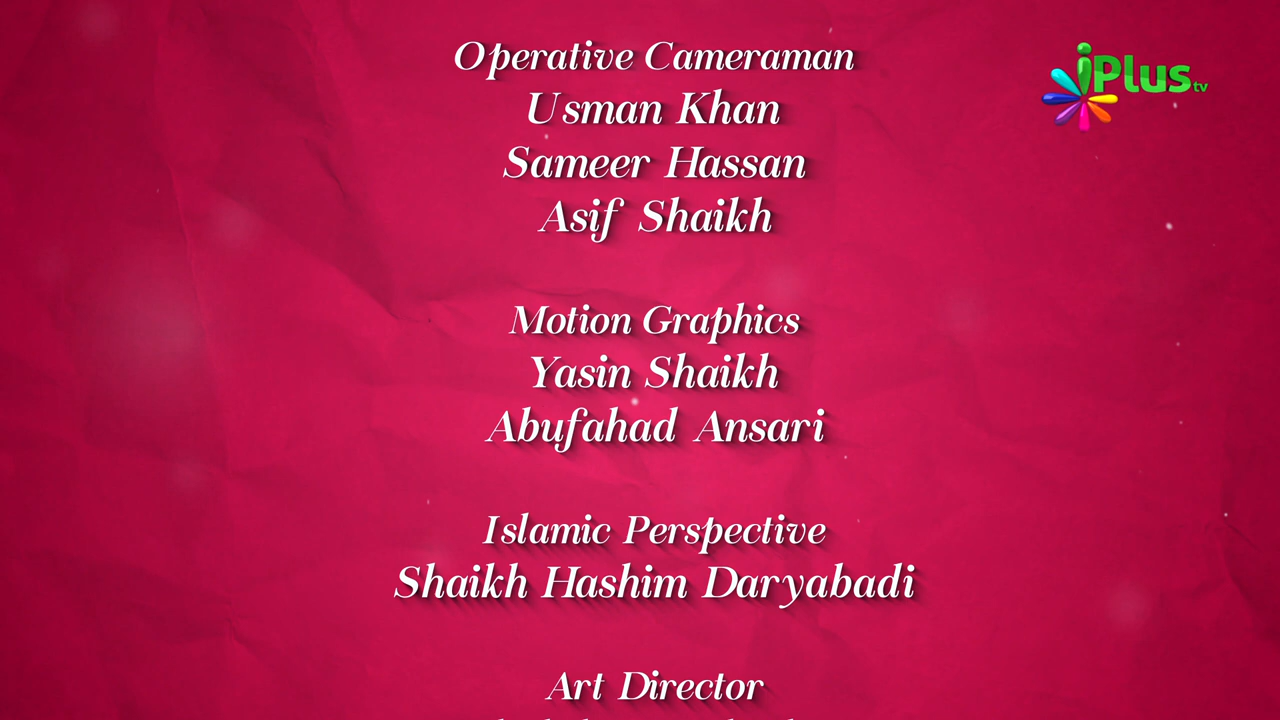 Operative Cameraman
Usman Khan
Sameer Hassan
Asif Shaikh
Motion Graphics
Yasin Shaikh
Abufahad Ansari
Islamic Perspective
Shaikh Hashim Daryabadi
Art Director
iPlus tv